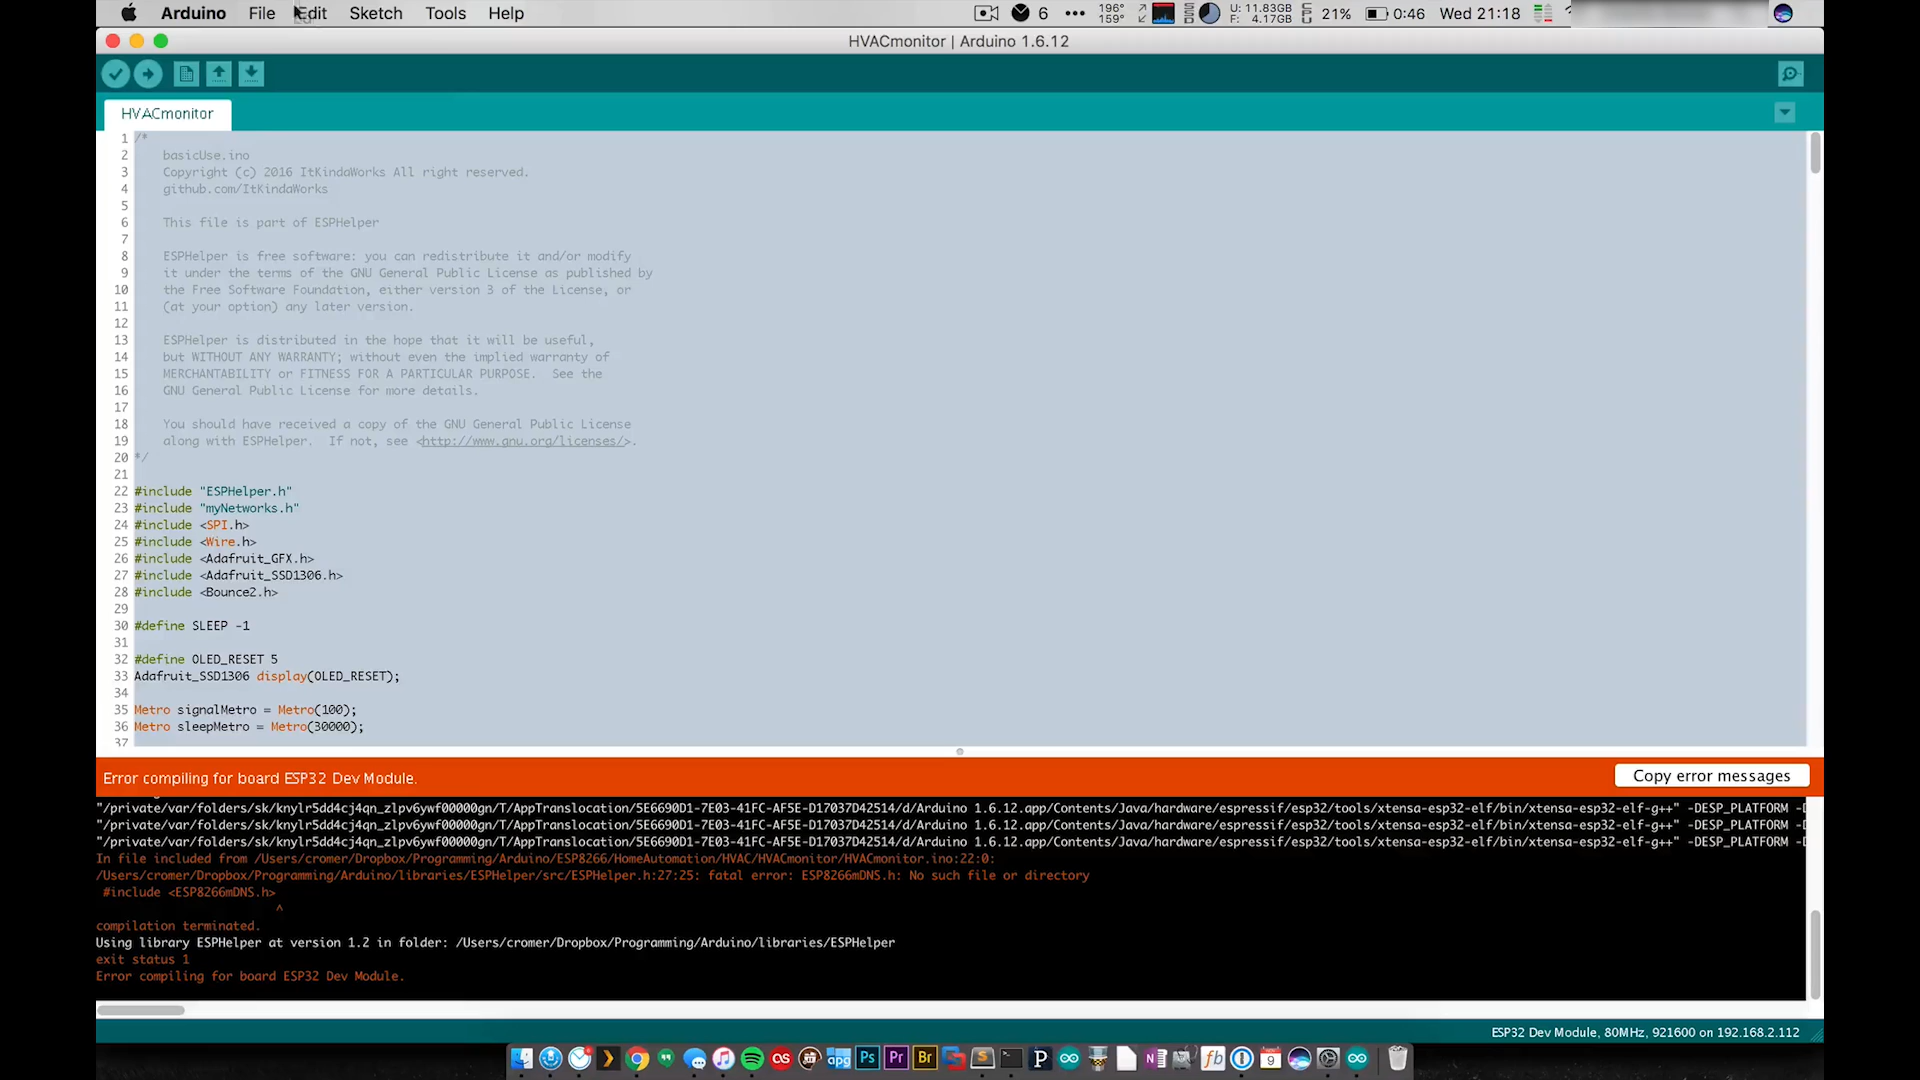 Arduino File Edit Sketch Tools Help 6 196° 159° U: 11.83GB F: 4.17GB 21% 0:46 Wed 21:18
HVACmonitor | Arduino 1.6.12
HVACmonitor
1 /*
2 basicUse.ino
3 Copyright (c) 2016 ItKindaWorks All right reserved.
4 github.com/ItKindaWorks
5
6 This file is part of ESPHelper
7
8 ESPHelper is free software: you can redistribute it and/or modify
9 it under the terms of the GNU General Public License as published by
10 the Free Software Foundation, either version 3 of the License, or
11 (at your option) any later version.
12
13 ESPHelper is distributed in the hope that it will be useful,
14 but WITHOUT ANY WARRANTY; without even the implied warranty of
15 MERCHANTABILITY or FITNESS FOR A PARTICULAR PURPOSE. See the
16 GNU General Public License for more details.
17
18 You should have received a copy of the GNU General Public License
19 along with ESPHelper. If not, see <http://www.gnu.org/licenses/>.
20 */
21
22 #include "ESPHelper.h"
23 #include "myNetworks.h"
24 #include <SPI.h>
25 #include <Wire.h>
26 #include <Adafruit_GFX.h>
27 #include <Adafruit_SSD1306.h>
28 #include <Bounce2.h>
29
30 #define SLEEP -1
31
32 #define OLED_RESET 5
33 Adafruit_SSD1306 display(OLED_RESET);
34
35 Metro signalMetro = Metro(100);
36 Metro sleepMetro = Metro(30000);
37
Error compiling for board ESP32 Dev Module. Copy error messages
"/private/var/folders/sk/knylr5dd4cj4qn_zlpv6ywf00000gn/T/AppTranslocation/5E6690D1-7E03-41FC-AF5E-D17037D42514/d/Arduino 1.6.12.app/Contents/Java/hardware/espressif/esp32/tools/xtensa-esp32-elf/bin/xtensa-esp32-elf-g++" -DESP_PLATFORM -D
"/private/var/folders/sk/knylr5dd4cj4qn_zlpv6ywf00000gn/T/AppTranslocation/5E6690D1-7E03-41FC-AF5E-D17037D42514/d/Arduino 1.6.12.app/Contents/Java/hardware/espressif/esp32/tools/xtensa-esp32-elf/bin/xtensa-esp32-elf-g++" -DESP_PLATFORM -D
"/private/var/folders/sk/knylr5dd4cj4qn_zlpv6ywf00000gn/T/AppTranslocation/5E6690D1-7E03-41FC-AF5E-D17037D42514/d/Arduino 1.6.12.app/Contents/Java/hardware/espressif/esp32/tools/xtensa-esp32-elf/bin/xtensa-esp32-elf-g++" -DESP_PLATFORM -D
In file included from /Users/cromer/Dropbox/Programming/Arduino/ESP8266/HomeAutomation/HVAC/HVACmonitor/HVACmonitor.ino:22:0:
/Users/cromer/Dropbox/Programming/Arduino/libraries/ESPHelper/src/ESPHelper.h:27:25: fatal error: ESP8266mDNS.h: No such file or directory
#include <ESP8266mDNS.h>
^
compilation terminated.
Using library ESPHelper at version 1.2 in folder: /Users/cromer/Dropbox/Programming/Arduino/libraries/ESPHelper
exit status 1
Error compiling for board ESP32 Dev Module.
ESP32 Dev Module, 80MHz, 921600 on 192.168.2.112
Ps Pr Br P N fb 9